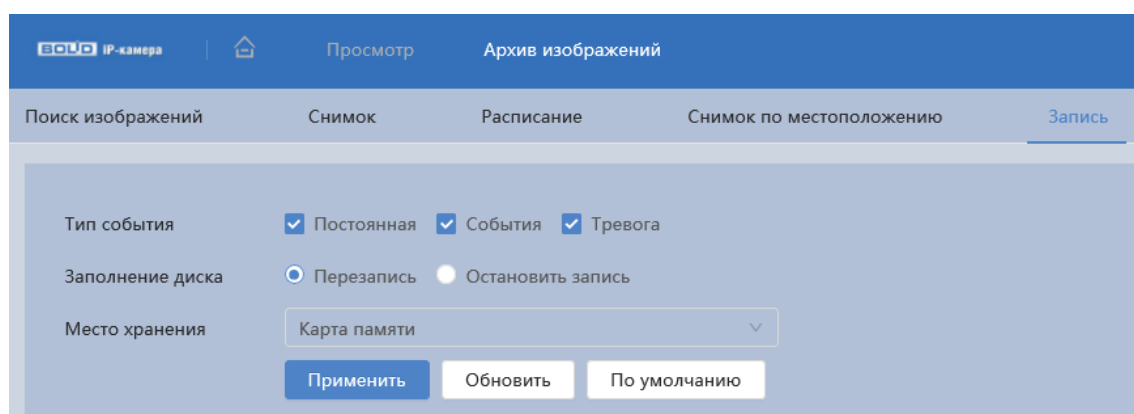 BOLID IP-камера Просмотр Архив изображений
Поиск изображений Снимок Расписание Снимок по местоположению Запись
Тип события Постоянная События Тревога
Заполнение диска Перезапись Остановить запись
Место хранения Карта памяти
Применить Обновить По умолчанию